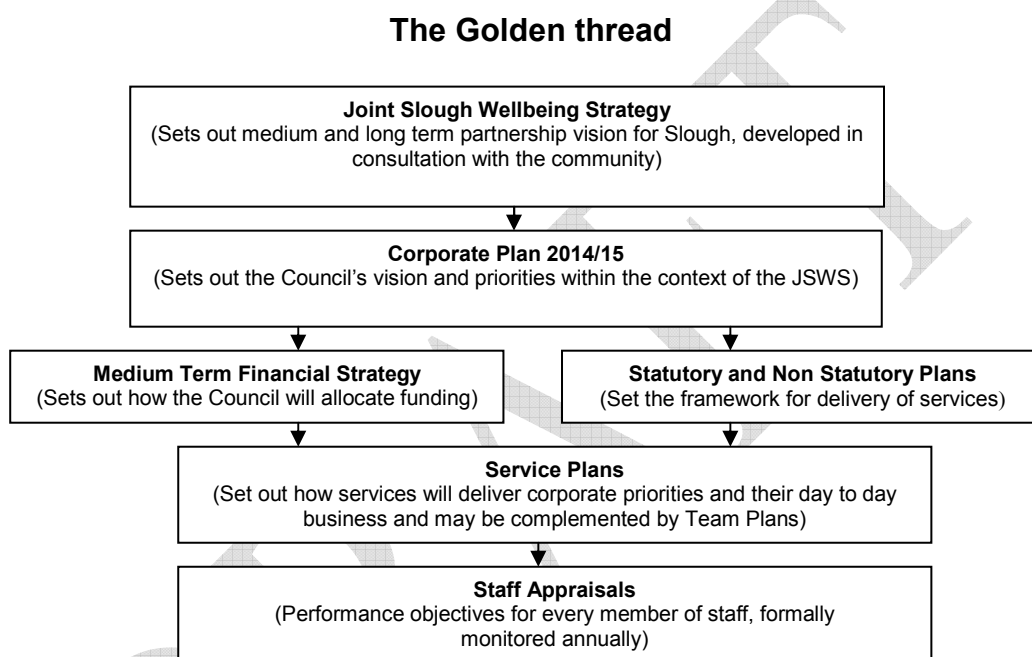 The Golden thread
Joint Slough Wellbeing Strategy
(Sets out medium and long term partnership vision for Slough, developed in
consultation with the community)
Corporate Plan 2014/15
(Sets out the Council's vision and priorities within the context of the JSWS)
Medium Term Financial Strategy
(Sets out how the Council will allocate funding)
Statutory and Non Statutory Plans
(Set the framework for delivery of services)
Service Plans
(Set out how services will deliver corporate priorities and their day to day
business and may be complemented by Team Plans)
Staff Appraisals
(Performance objectives for every member of staff, formally
monitored annually)